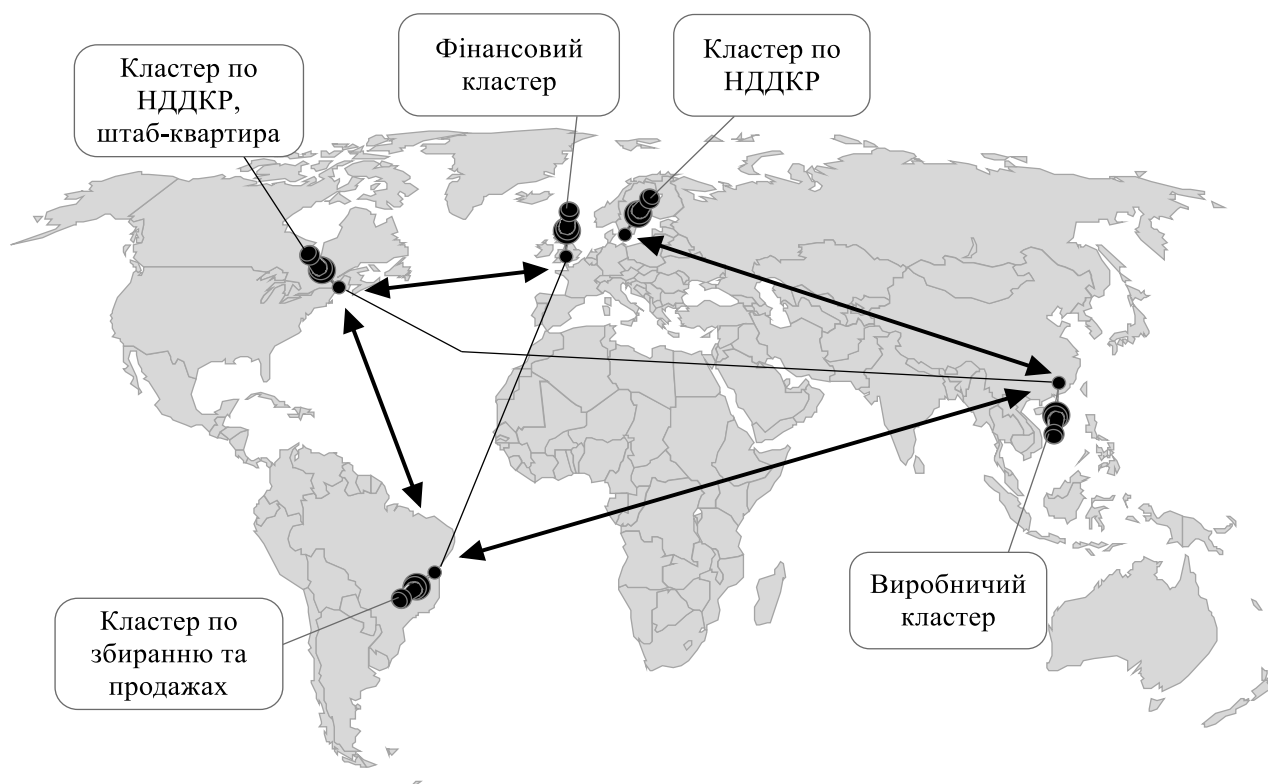 Кластер по
НДДКР,
штаб-квартира
Фінансовий
кластер
Кластер по
НДДКР
Кластер по
збиранню та
продажах
Виробничий
кластер